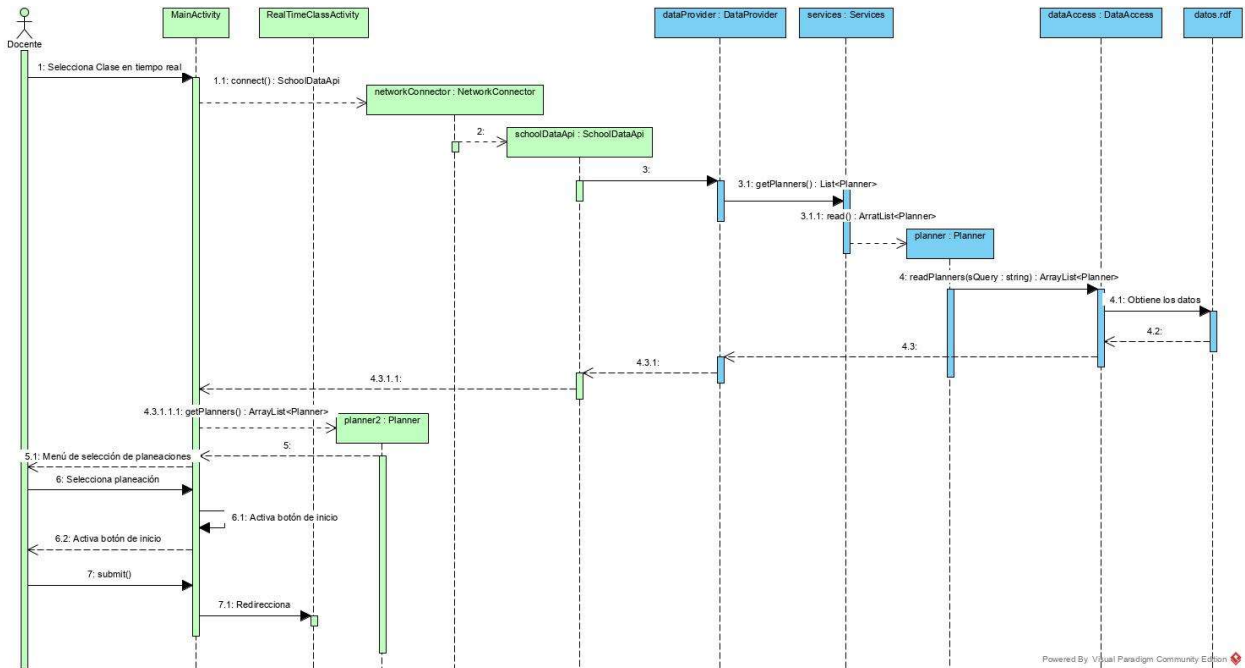 Docente
MainActivity
RealTimeClassActivity
dataProvider : DataProvider
services : Services
dataAccess : DataAccess
datos.rdf
1: Selecciona Clase en tiempo real
1.1: connect() : SchoolDataApi
networkConnector : NetworkConnector
2:
schoolDataApi : SchoolDataApi
3:
3.1: getPlanners() : List<Planner>
3.1.1: read() : ArratList<Planner>
planner : Planner
4: readPlanners(sQuery : string) : ArrayList<Planner>
4.1: Obtiene los datos
4.2:
4.3:
4.3.1:
4.3.1.1:
4.3.1.1.1: getPlanners() : ArrayList<Planner>
planner2 : Planner
5:
5.1: Menú de selección de planeaciones
6: Selecciona planeación
6.1: Activa botón de inicio
6.2: Activa botón de inicio
7: submit()
7.1: Redirecciona
Powered By Visual Paradigm Community Edition